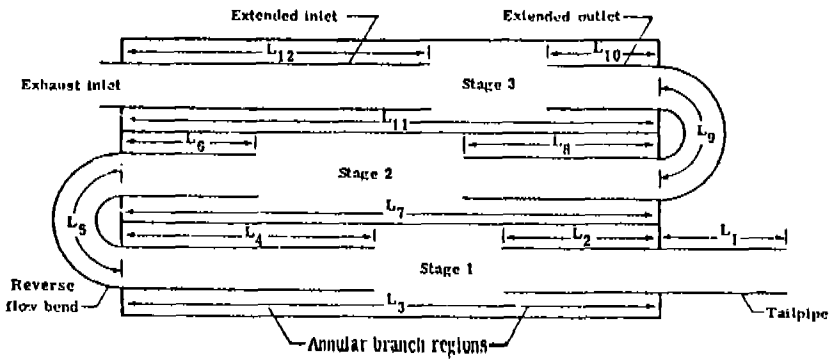 Extended inlet
Extended outlet
L12
L10
Exhaust inlet
Stage 3
L11
L9
L6
L8
Stage 2
L7
L5
L4
L2
L1
Stage 1
Reverse
flow bend
L3
Tailpipe
Annular branch regions